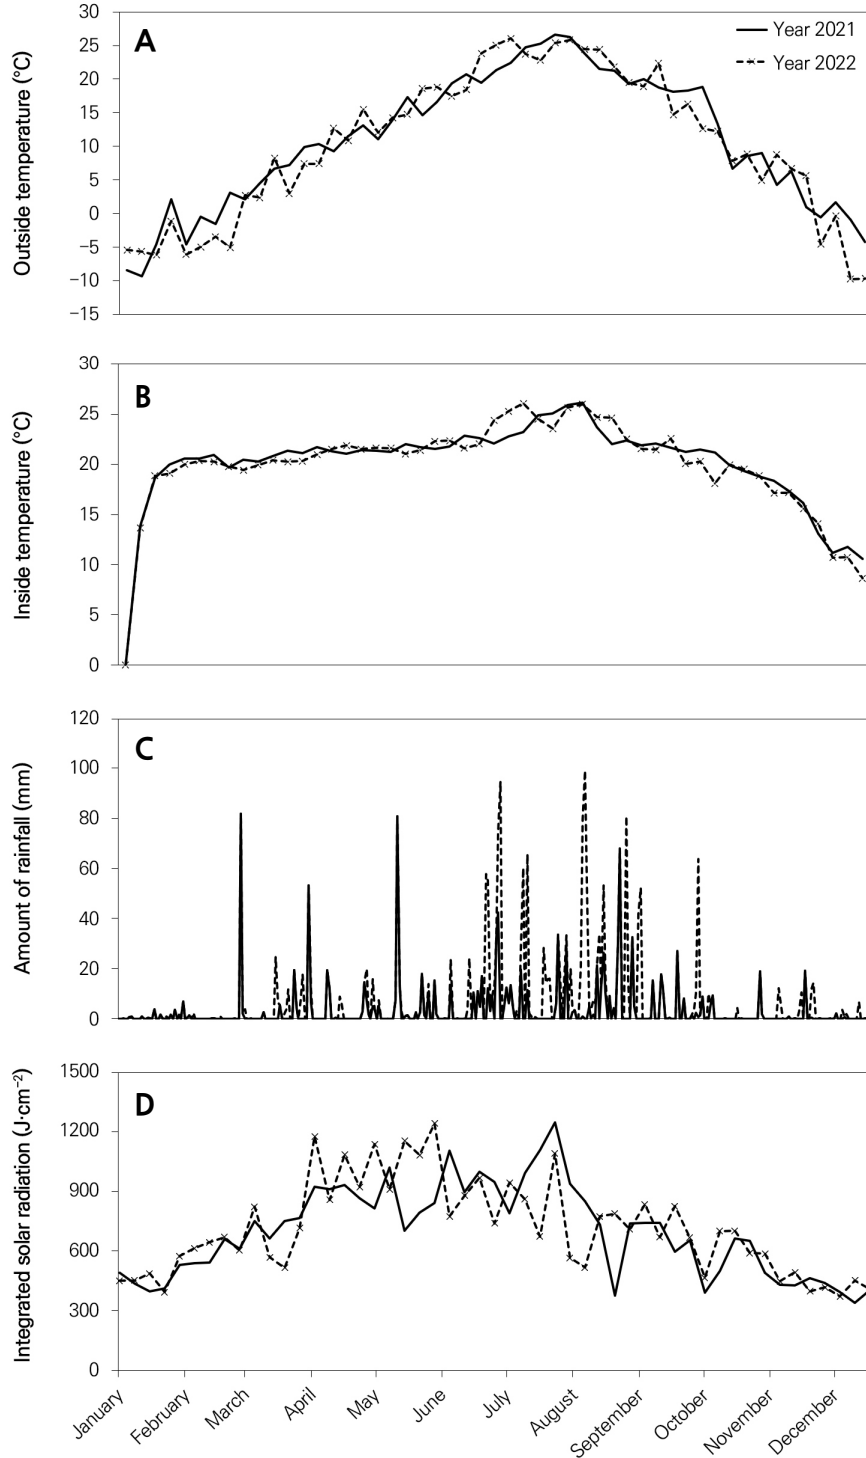 A
Year 2021
Year 2022
Outside temperature (°C)
30
25
20
15
10
5
0
−5
−10
−15
B
Inside temperature (°C)
30
25
20
15
10
5
0
C
Amount of rainfall (mm)
120
100
80
60
40
20
0
D
Integrated solar radiation (J·cm⁻²)
1500
1200
900
600
300
0
January
February
March
April
May
June
July
August
September
October
November
December